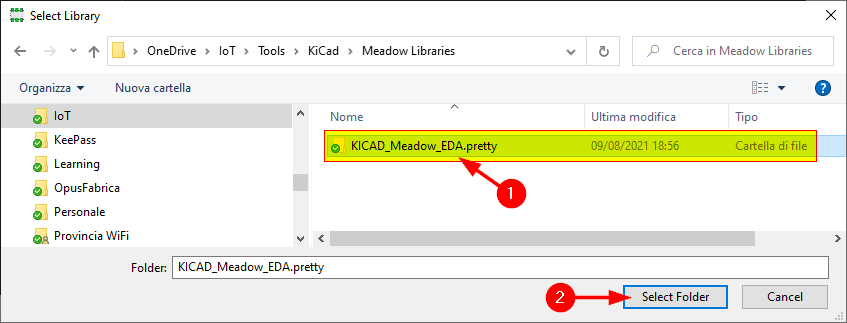 Select Library
OneDrive > IoT > Tools > KiCad > Meadow Libraries
Cerca in Meadow Libraries
Organizza
Nuova cartella
IoT
KeePass
Learning
OpusFabrica
Personale
Provincia WiFi
Nome
Ultima modifica
Tipo
KICAD_Meadow_EDA.pretty
09/08/2021 18:56
Cartella di file
1
Folder: KICAD_Meadow_EDA.pretty
2
Select Folder
Cancel